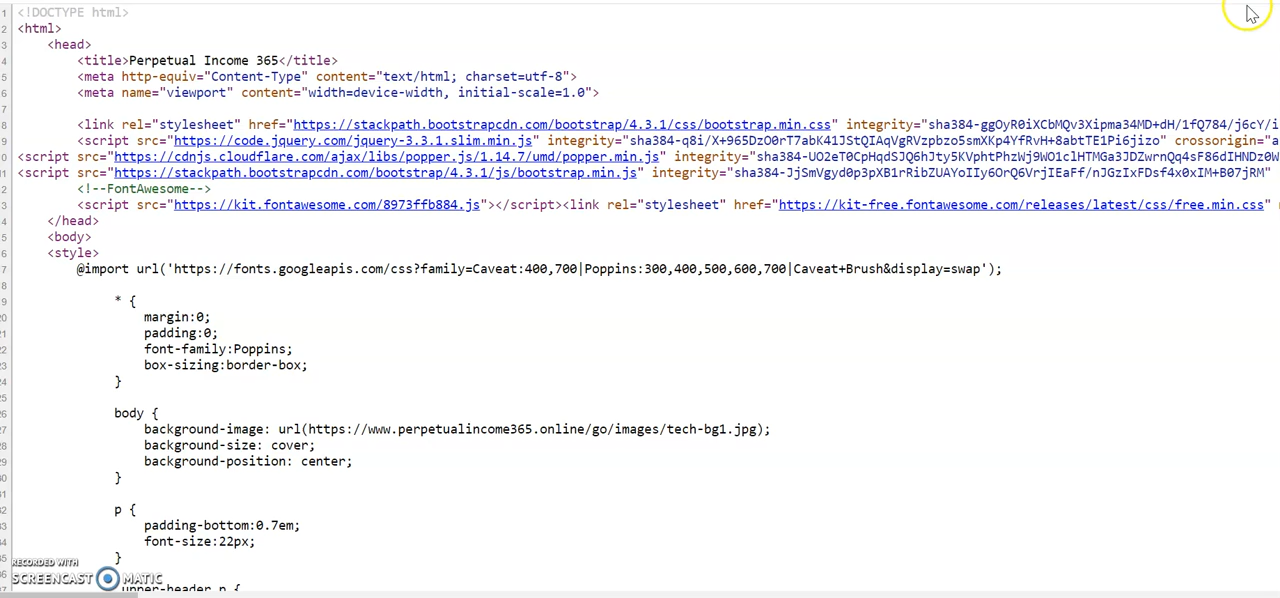 1 <!DOCTYPE html>
2 <html>
3 <head>
4 <title>Perpetual Income 365</title>
5 <meta http-equiv="Content-Type" content="text/html; charset=utf-8">
6 <meta name="viewport" content="width=device-width, initial-scale=1.0">
7
8 <link rel="stylesheet" href="https://stackpath.bootstrapcdn.com/bootstrap/4.3.1/css/bootstrap.min.css" integrity="sha384-ggOyR0iXCbMQv3Xipma34MD+dH/1fQ784/j6cY/i
9 <script src="https://code.jquery.com/jquery-3.3.1.slim.min.js" integrity="sha384-q8i/X+965DzO0rT7abK41JStQIAqVgRVzpbzo5smXKp4YfRvH+8abtTE1Pi6jizo" crossorigin="a
10 <script src="https://cdnjs.cloudflare.com/ajax/libs/popper.js/1.14.7/umd/popper.min.js" integrity="sha384-UO2eT0CpHqdSJQ6hJty5KVphtPhzWj9WO1clHTMGa3JDZwrnQq4sF86dIHNDz0W
11 <script src="https://stackpath.bootstrapcdn.com/bootstrap/4.3.1/js/bootstrap.min.js" integrity="sha384-JjSmVgyd0p3pXB1rRibZUAYoIIy6OrQ6VrjIEaFf/nJGzIxFDsf4x0xIM+B07jRM"
12 <!--FontAwesome-->
13 <script src="https://kit.fontawesome.com/8973ffb884.js"></script><link rel="stylesheet" href="https://kit-free.fontawesome.com/releases/latest/css/free.min.css"
14 </head>
15 <body>
16 <style>
17 @import url('https://fonts.googleapis.com/css?family=Caveat:400,700|Poppins:300,400,500,600,700|Caveat+Brush&display=swap');
18
19 * {
20 margin:0;
21 padding:0;
22 font-family:Poppins;
23 box-sizing:border-box;
24 }
25
26 body {
27 background-image: url(https://www.perpetualincome365.online/go/images/tech-bg1.jpg);
28 background-size: cover;
29 background-position: center;
30 }
31
32 p {
33 padding-bottom:0.7em;
34 font-size:22px;
35 }
RECORDED WITH
SCREENCAST MATIC
upper-header p {